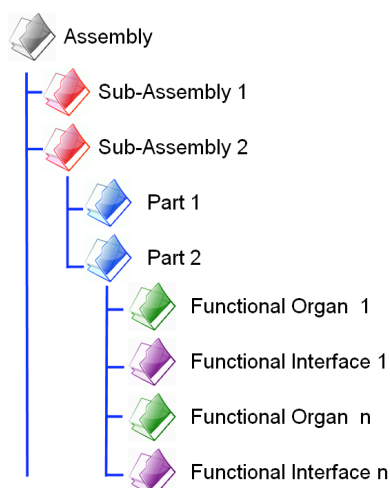 Assembly
Sub-Assembly 1
Sub-Assembly 2
Part 1
Part 2
Functional Organ 1
Functional Interface 1
Functional Organ n
Functional Interface n